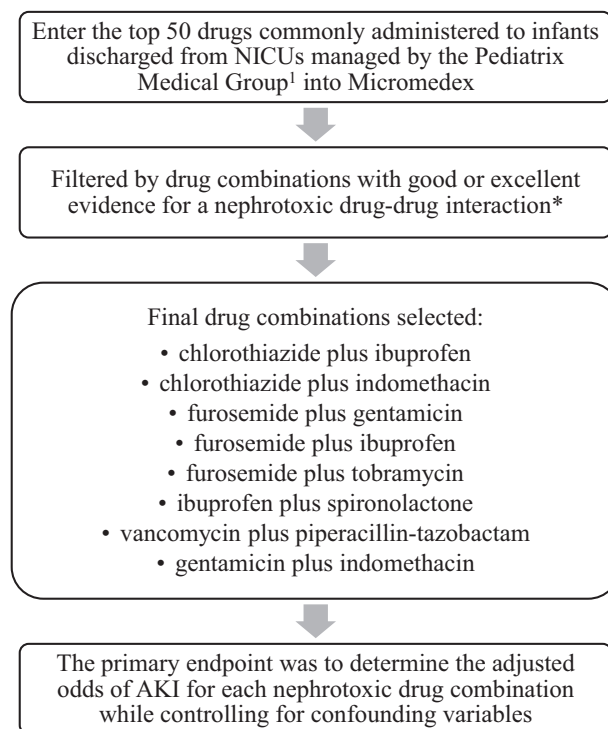 Enter the top 50 drugs commonly administered to infants
discharged from NICUs managed by the Pediatrix
Medical Group¹ into Micromedex
Filtered by drug combinations with good or excellent
evidence for a nephrotoxic drug-drug interaction*
Final drug combinations selected:
• chlorothiazide plus ibuprofen
• chlorothiazide plus indomethacin
• furosemide plus gentamicin
• furosemide plus ibuprofen
• furosemide plus tobramycin
• ibuprofen plus spironolactone
• vancomycin plus piperacillin-tazobactam
• gentamicin plus indomethacin
The primary endpoint was to determine the adjusted
odds of AKI for each nephrotoxic drug combination
while controlling for confounding variables